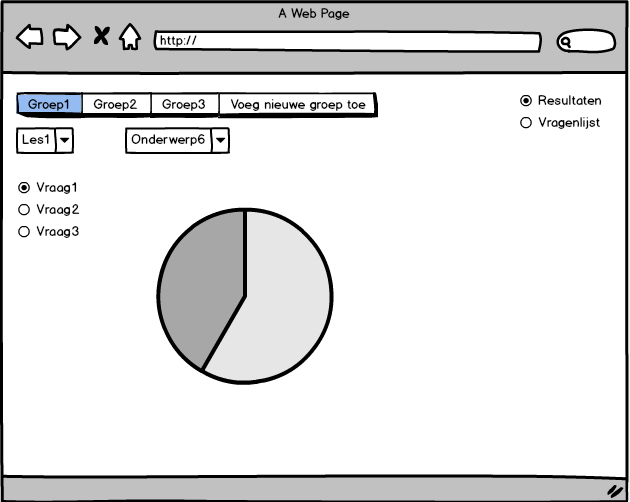 A Web Page
http://
Groep1 Groep2 Groep3 Voeg nieuwe groep toe
Resultaten
Vragenlijst
Les1 Onderwerp6
Vraag1
Vraag2
Vraag3